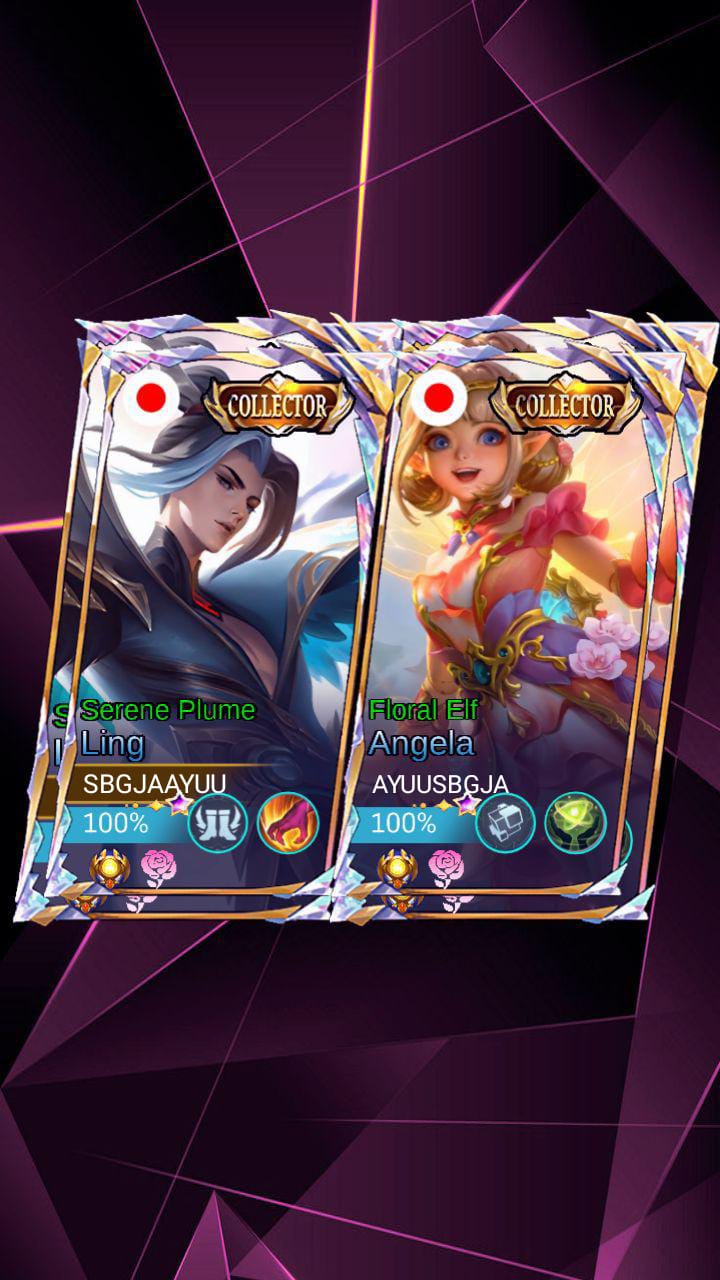 COLLECTOR
Serene Plume
Ling
SBGJAAYUU
100%
COLLECTOR
Floral Elf
Angela
AYUUSBGJA
100%